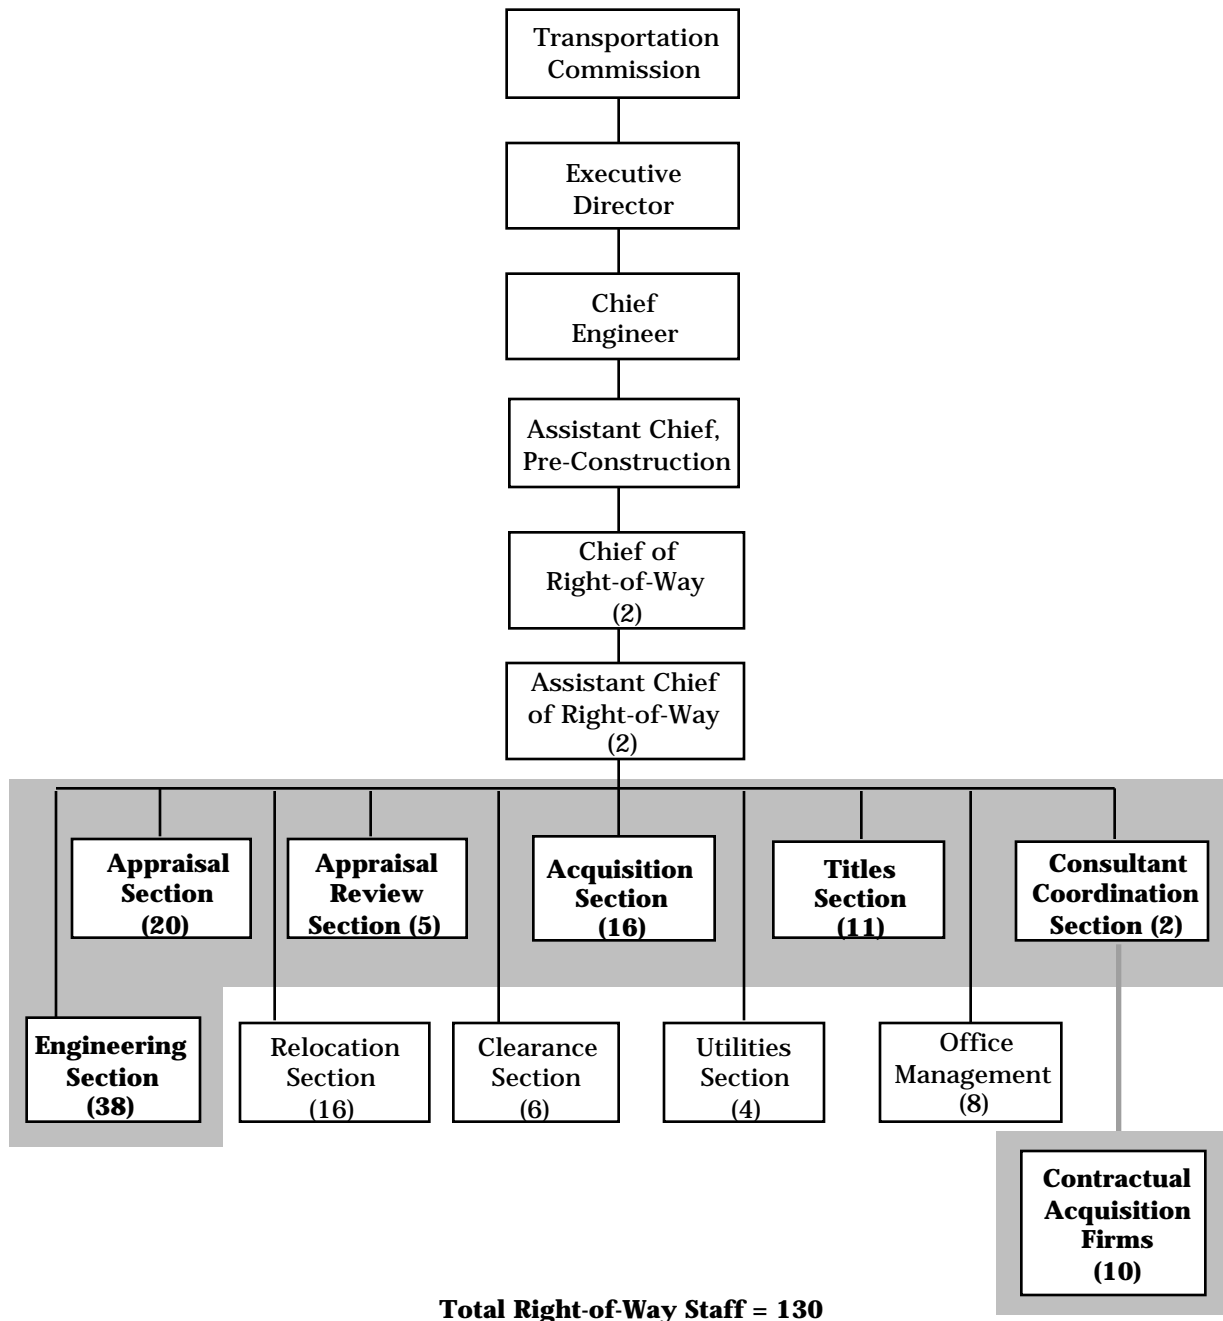 Transportation
Commission
Executive
Director
Chief
Engineer
Assistant Chief,
Pre-Construction
Chief of
Right-of-Way
(2)
Assistant Chief
of Right-of-Way
(2)
Appraisal
Section
(20)
Appraisal
Review
Section (5)
Acquisition
Section
(16)
Titles
Section
(11)
Consultant
Coordination
Section (2)
Engineering
Section
(38)
Relocation
Section
(16)
Clearance
Section
(6)
Utilities
Section
(4)
Office
Management
(8)
Contractual
Acquisition
Firms
(10)
Total Right-of-Way Staff = 130